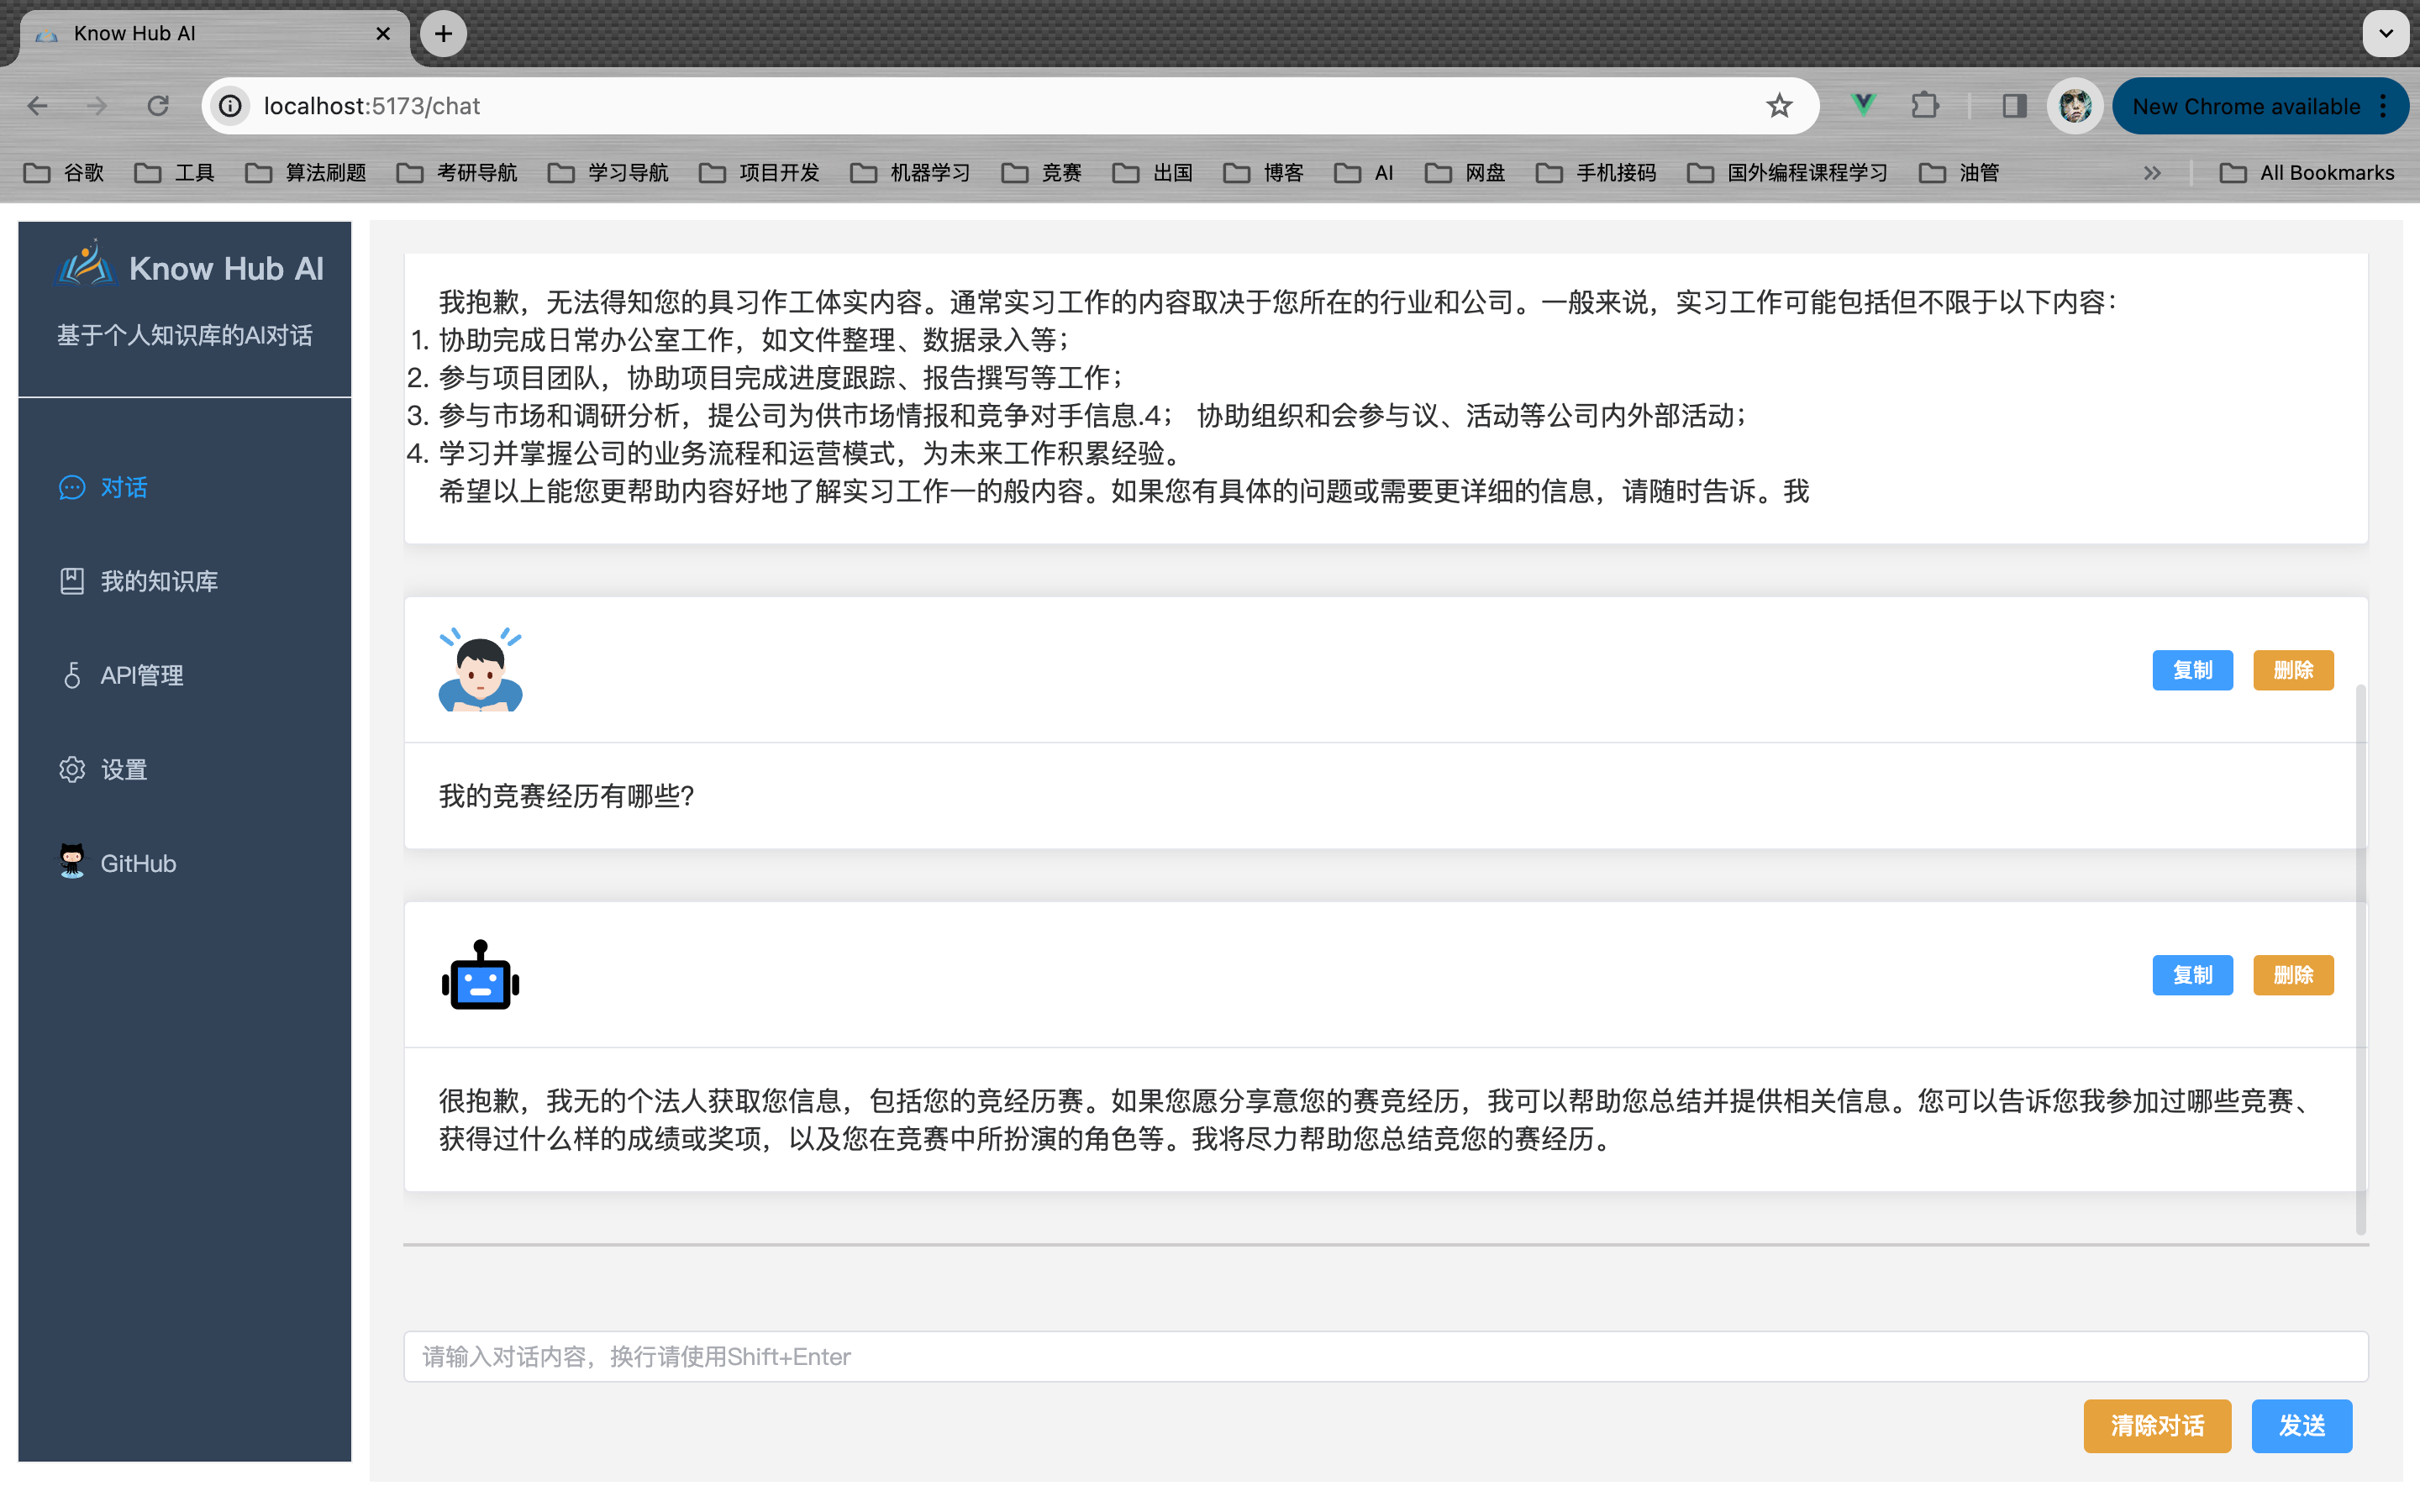 Know Hub AI
localhost:5173/chat
New Chrome available
谷歌 工具 算法刷题 考研导航 学习导航 项目开发 机器学习 竞赛 出国 博客 AI 网盘 手机接码 国外编程课程学习 油管 All Bookmarks
Know Hub AI
基于个人知识库的AI对话
对话
我的知识库
API管理
设置
GitHub
我抱歉，无法得知您的具习作工体实内容。通常实习工作的内容取决于您所在的行业和公司。一般来说，实习工作可能包括但不限于以下内容：
1. 协助完成日常办公室工作，如文件整理、数据录入等；
2. 参与项目团队，协助项目完成进度跟踪、报告撰写等工作；
3. 参与市场和调研分析，提公司为供市场情报和竞争对手信息.4； 协助组织和会参与议、活动等公司内外部活动；
4. 学习并掌握公司的业务流程和运营模式，为未来工作积累经验。
希望以上能您更帮助内容好地了解实习工作一的般内容。如果您有具体的问题或需要更详细的信息，请随时告诉。我
复制 删除
我的竞赛经历有哪些?
复制 删除
很抱歉，我无的个法人获取您信息，包括您的竞经历赛。如果您愿分享意您的赛竞经历，我可以帮助您总结并提供相关信息。您可以告诉您我参加过哪些竞赛、
获得过什么样的成绩或奖项，以及您在竞赛中所扮演的角色等。我将尽力帮助您总结竞您的赛经历。
请输入对话内容，换行请使用Shift+Enter
清除对话 发送